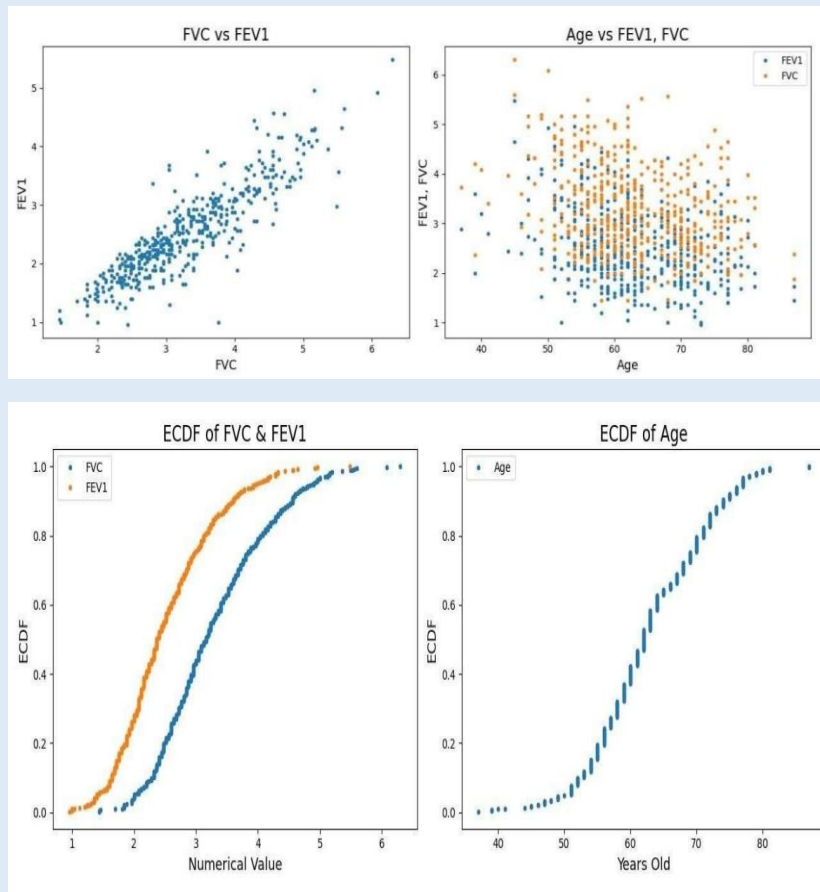 FVC vs FEV1
FEV1
5
4
3
2
1
2
3
4
5
6
FVC
Age vs FEV1, FVC
FEV1
FVC
FEV1, FVC
6
5
4
3
2
1
40
50
60
70
80
Age
ECDF of FVC & FEV1
FVC
FEV1
ECDF
1.0
0.8
0.6
0.4
0.2
0.0
1
2
3
4
5
6
Numerical Value
ECDF of Age
Age
ECDF
1.0
0.8
0.6
0.4
0.2
0.0
40
50
60
70
80
Years Old